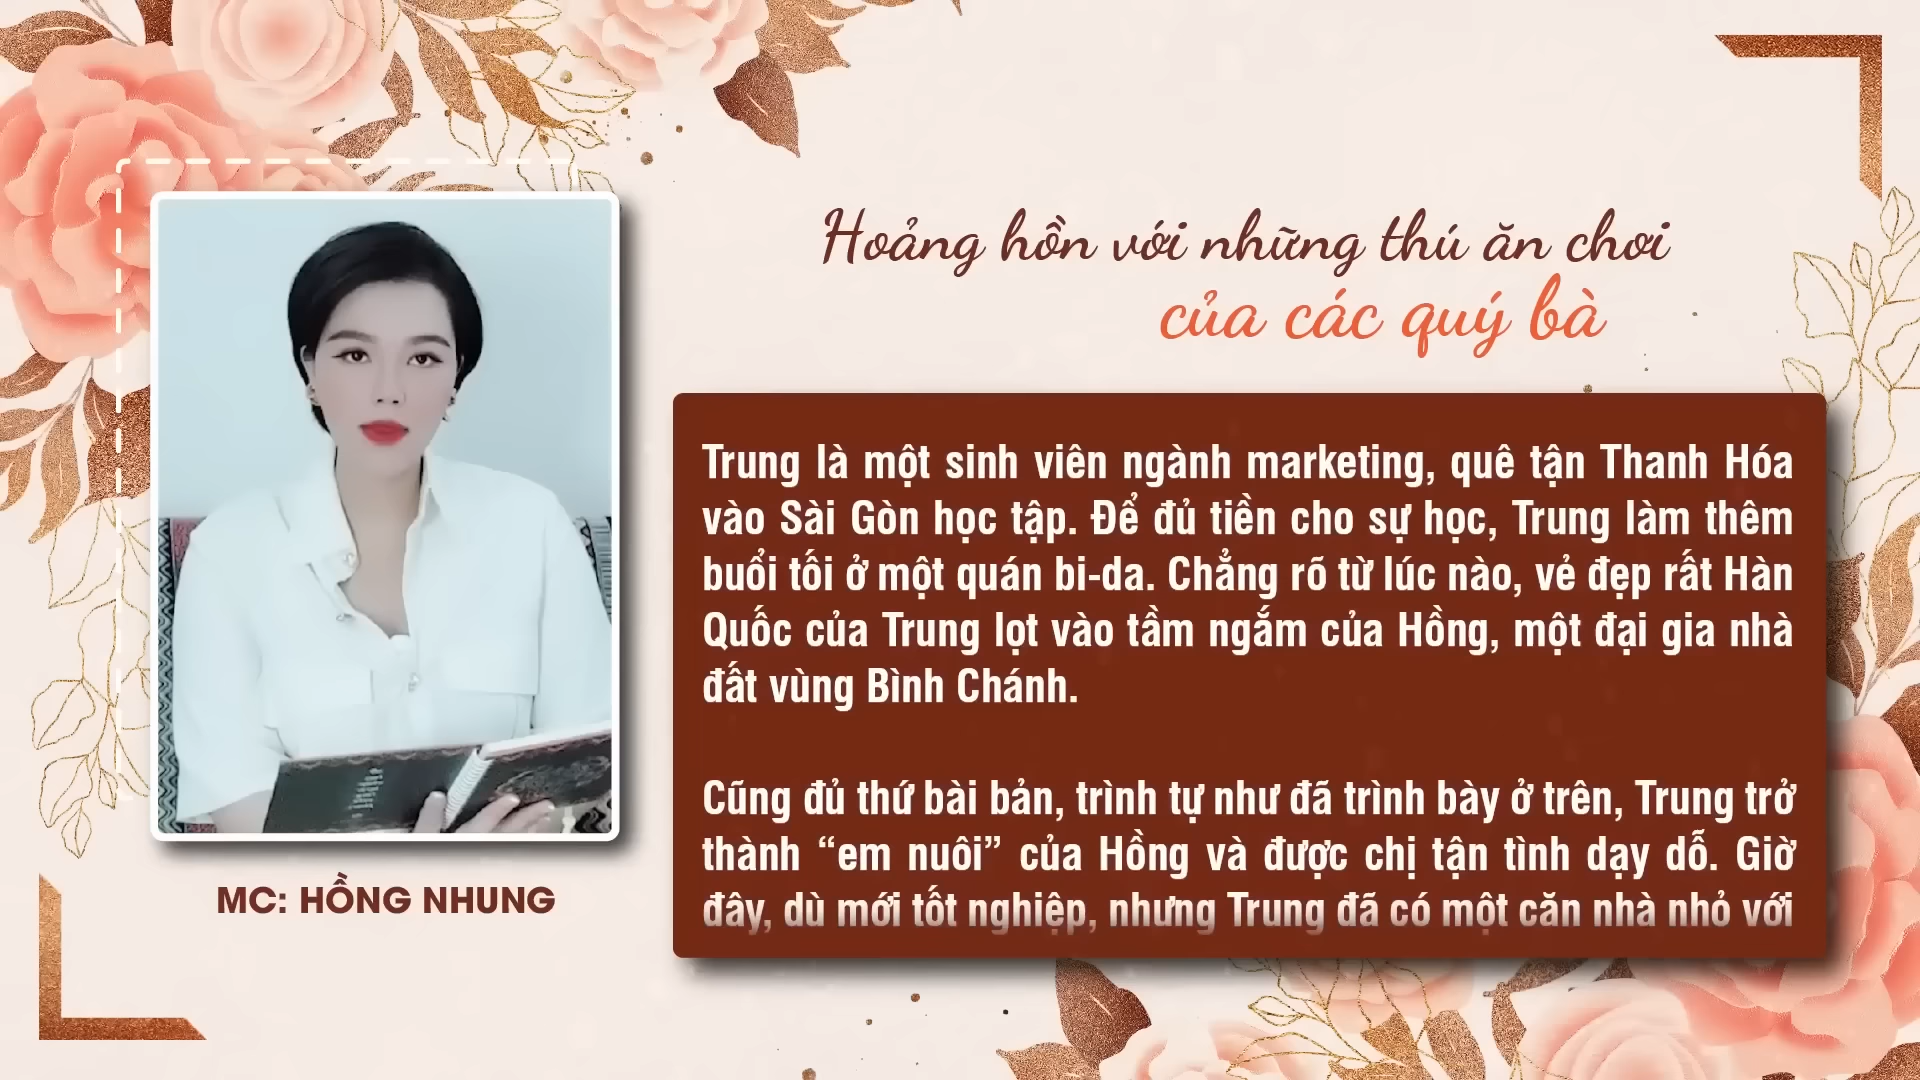 Hoảng hồn với những thú ăn chơi
của các quý bà
Trung là một sinh viên ngành marketing, quê tận Thanh Hóa
vào Sài Gòn học tập. Để đủ tiền cho sự học, Trung làm thêm
buổi tối ở một quán bi-da. Chẳng rõ từ lúc nào, vẻ đẹp rất Hàn
Quốc của Trung lọt vào tầm ngắm của Hồng, một đại gia nhà
đất vùng Bình Chánh.
Cũng đủ thứ bài bản, trình tự như đã trình bày ở trên, Trung trở
thành “em nuôi” của Hồng và được chị tận tình dạy dỗ. Giờ
đây, dù mới tốt nghiệp, nhưng Trung đã có một căn nhà nhỏ với
MC: HỒNG NHUNG